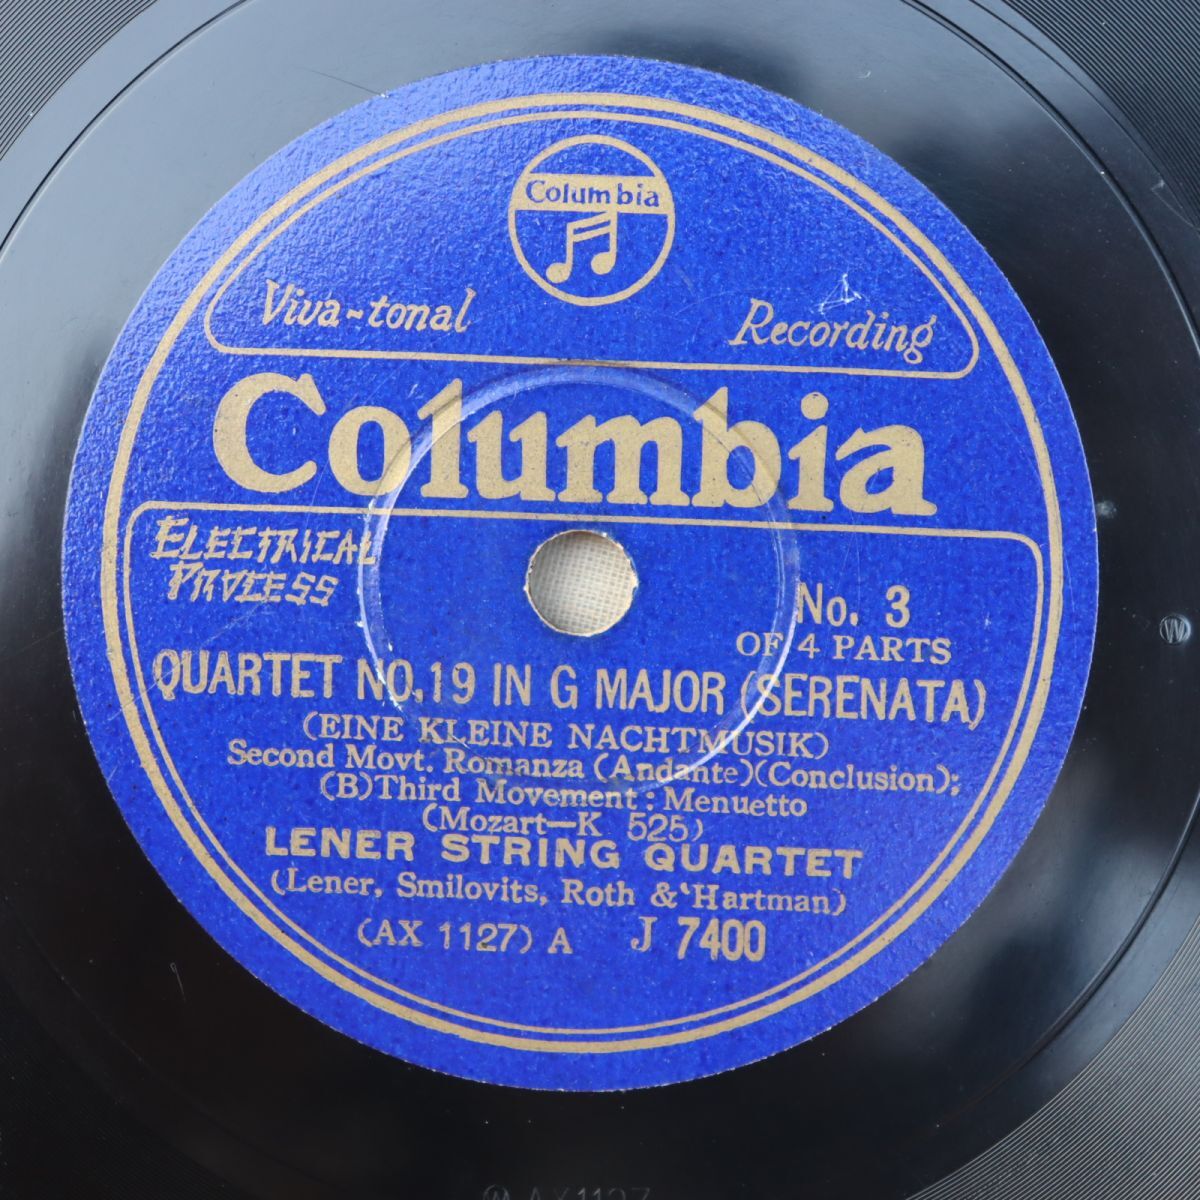 Columbia
Viva-tonal Recording
Columbia
ELECTRICAL
PROCESS
No. 3
OF 4 PARTS
QUARTET NO.19 IN G MAJOR (SERENATA)
(EINE KLEINE NACHTMUSIK)
Second Movt. Romanza (Andante)(Conclusion);
(B)Third Movement: Menuetto
(Mozart—K 525)
LENER STRING QUARTET
(Lener, Smilovits, Roth & Hartman)
(AX 1127) A J 7400
W
W AX1127